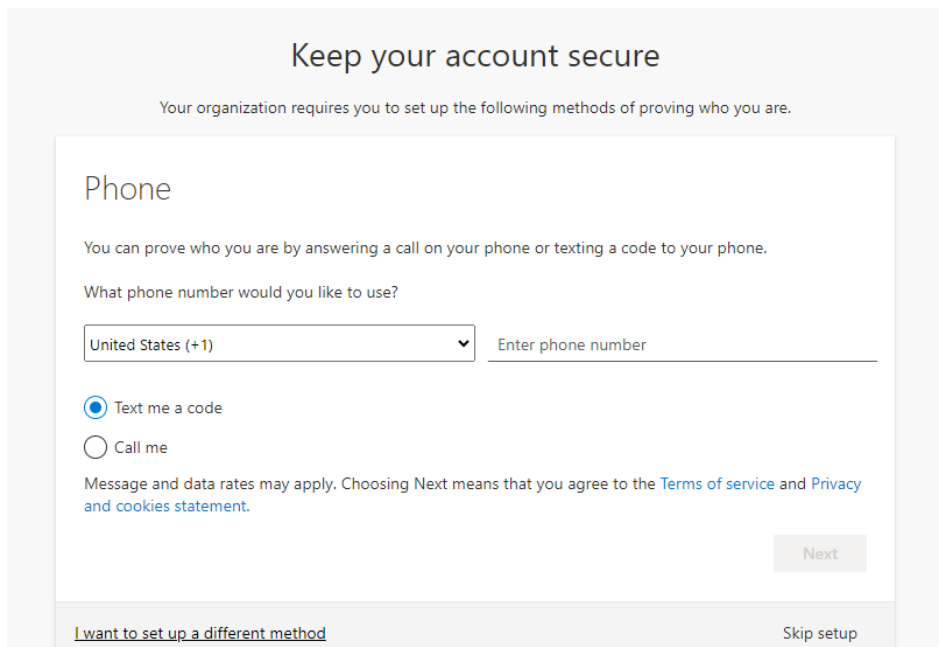 Keep your account secure
Your organization requires you to set up the following methods of proving who you are.
Phone
You can prove who you are by answering a call on your phone or texting a code to your phone.
What phone number would you like to use?
United States (+1)
Enter phone number
Text me a code
Call me
Message and data rates may apply. Choosing Next means that you agree to the Terms of service and Privacy
and cookies statement.
Next
I want to set up a different method
Skip setup